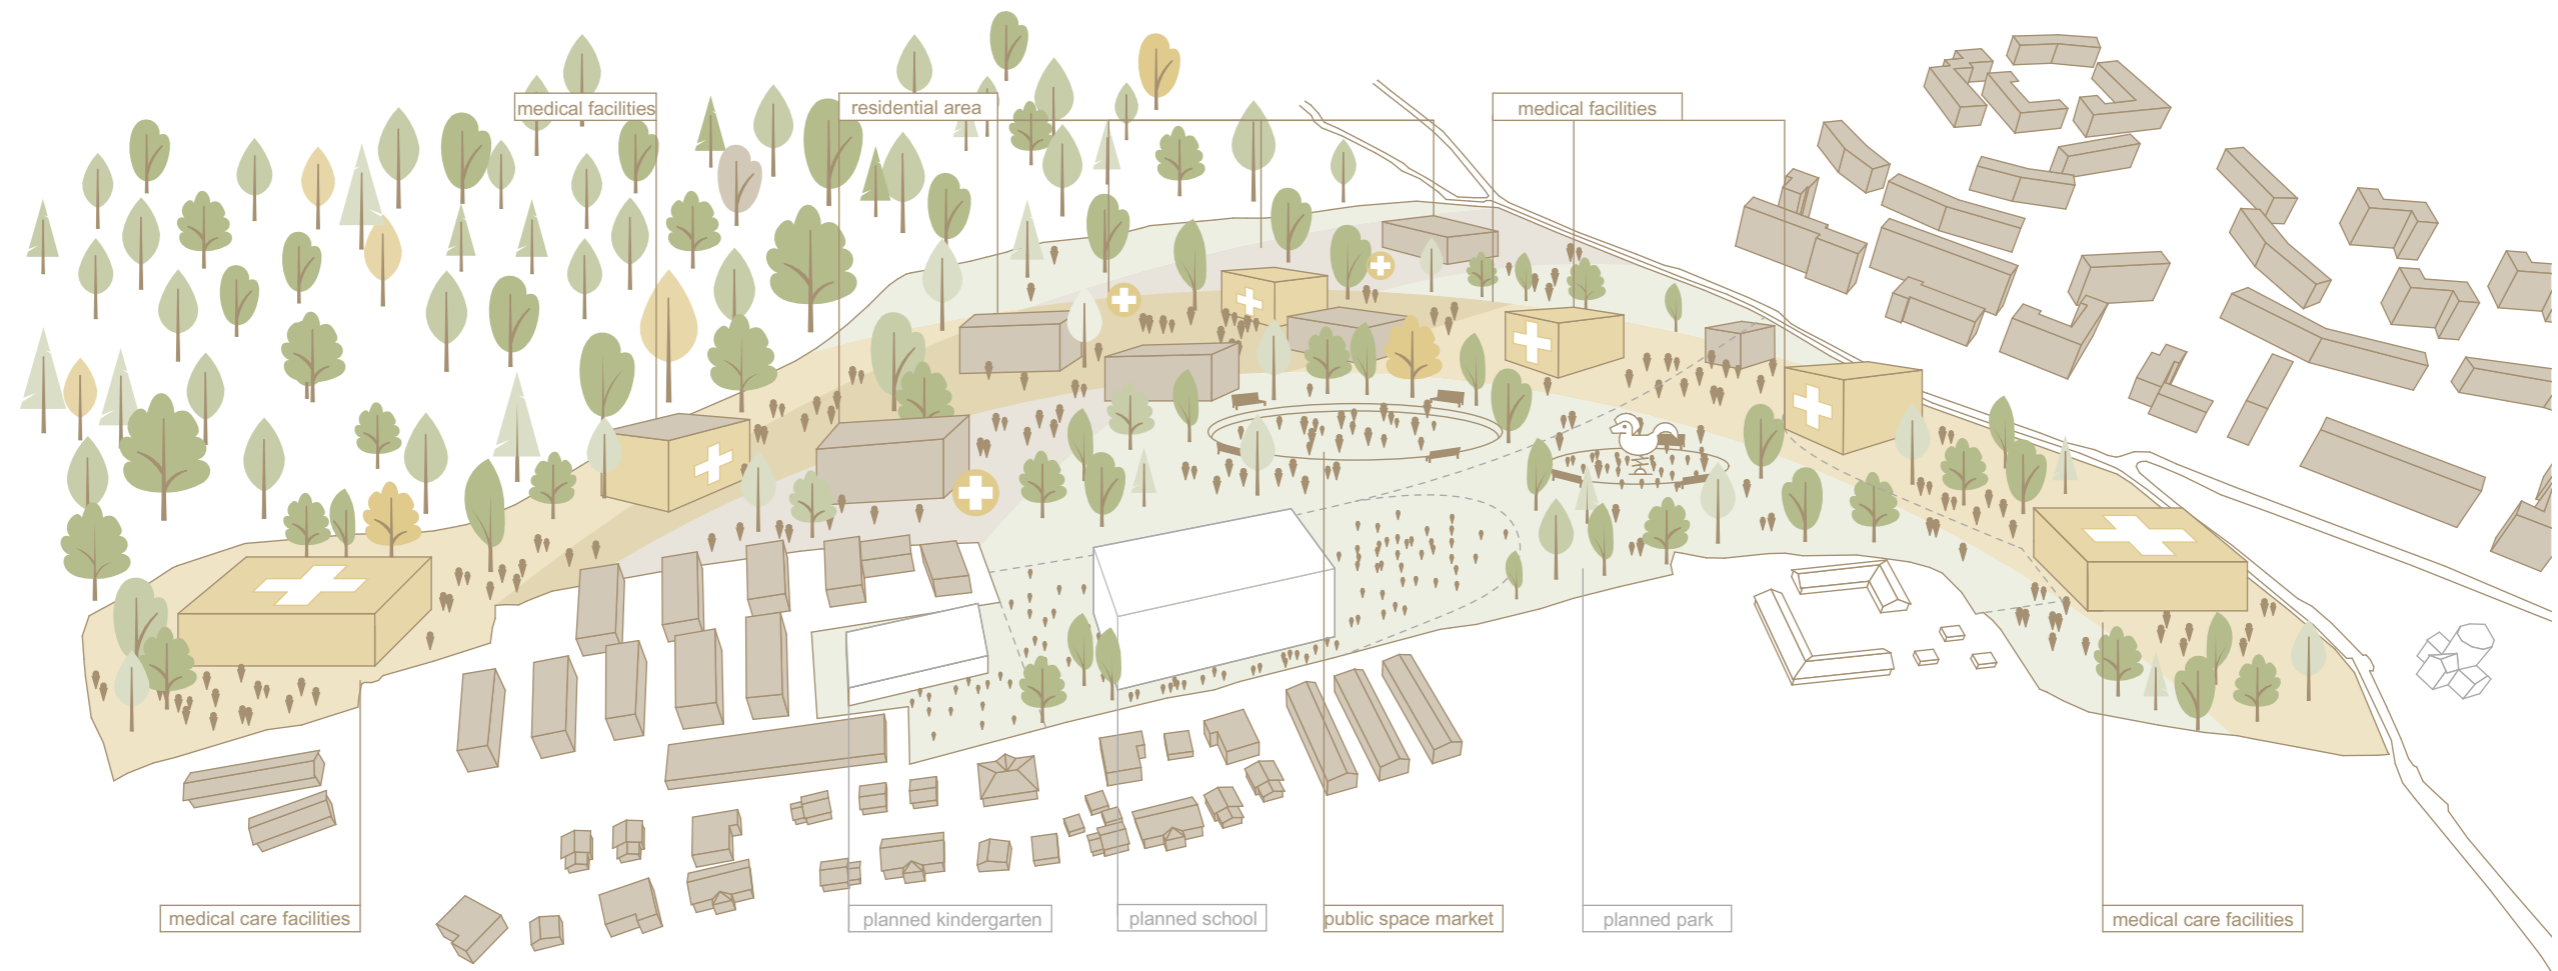 medical facilities
residential area
medical facilities
medical care facilities
planned kindergarten
planned school
public space market
planned park
medical care facilities